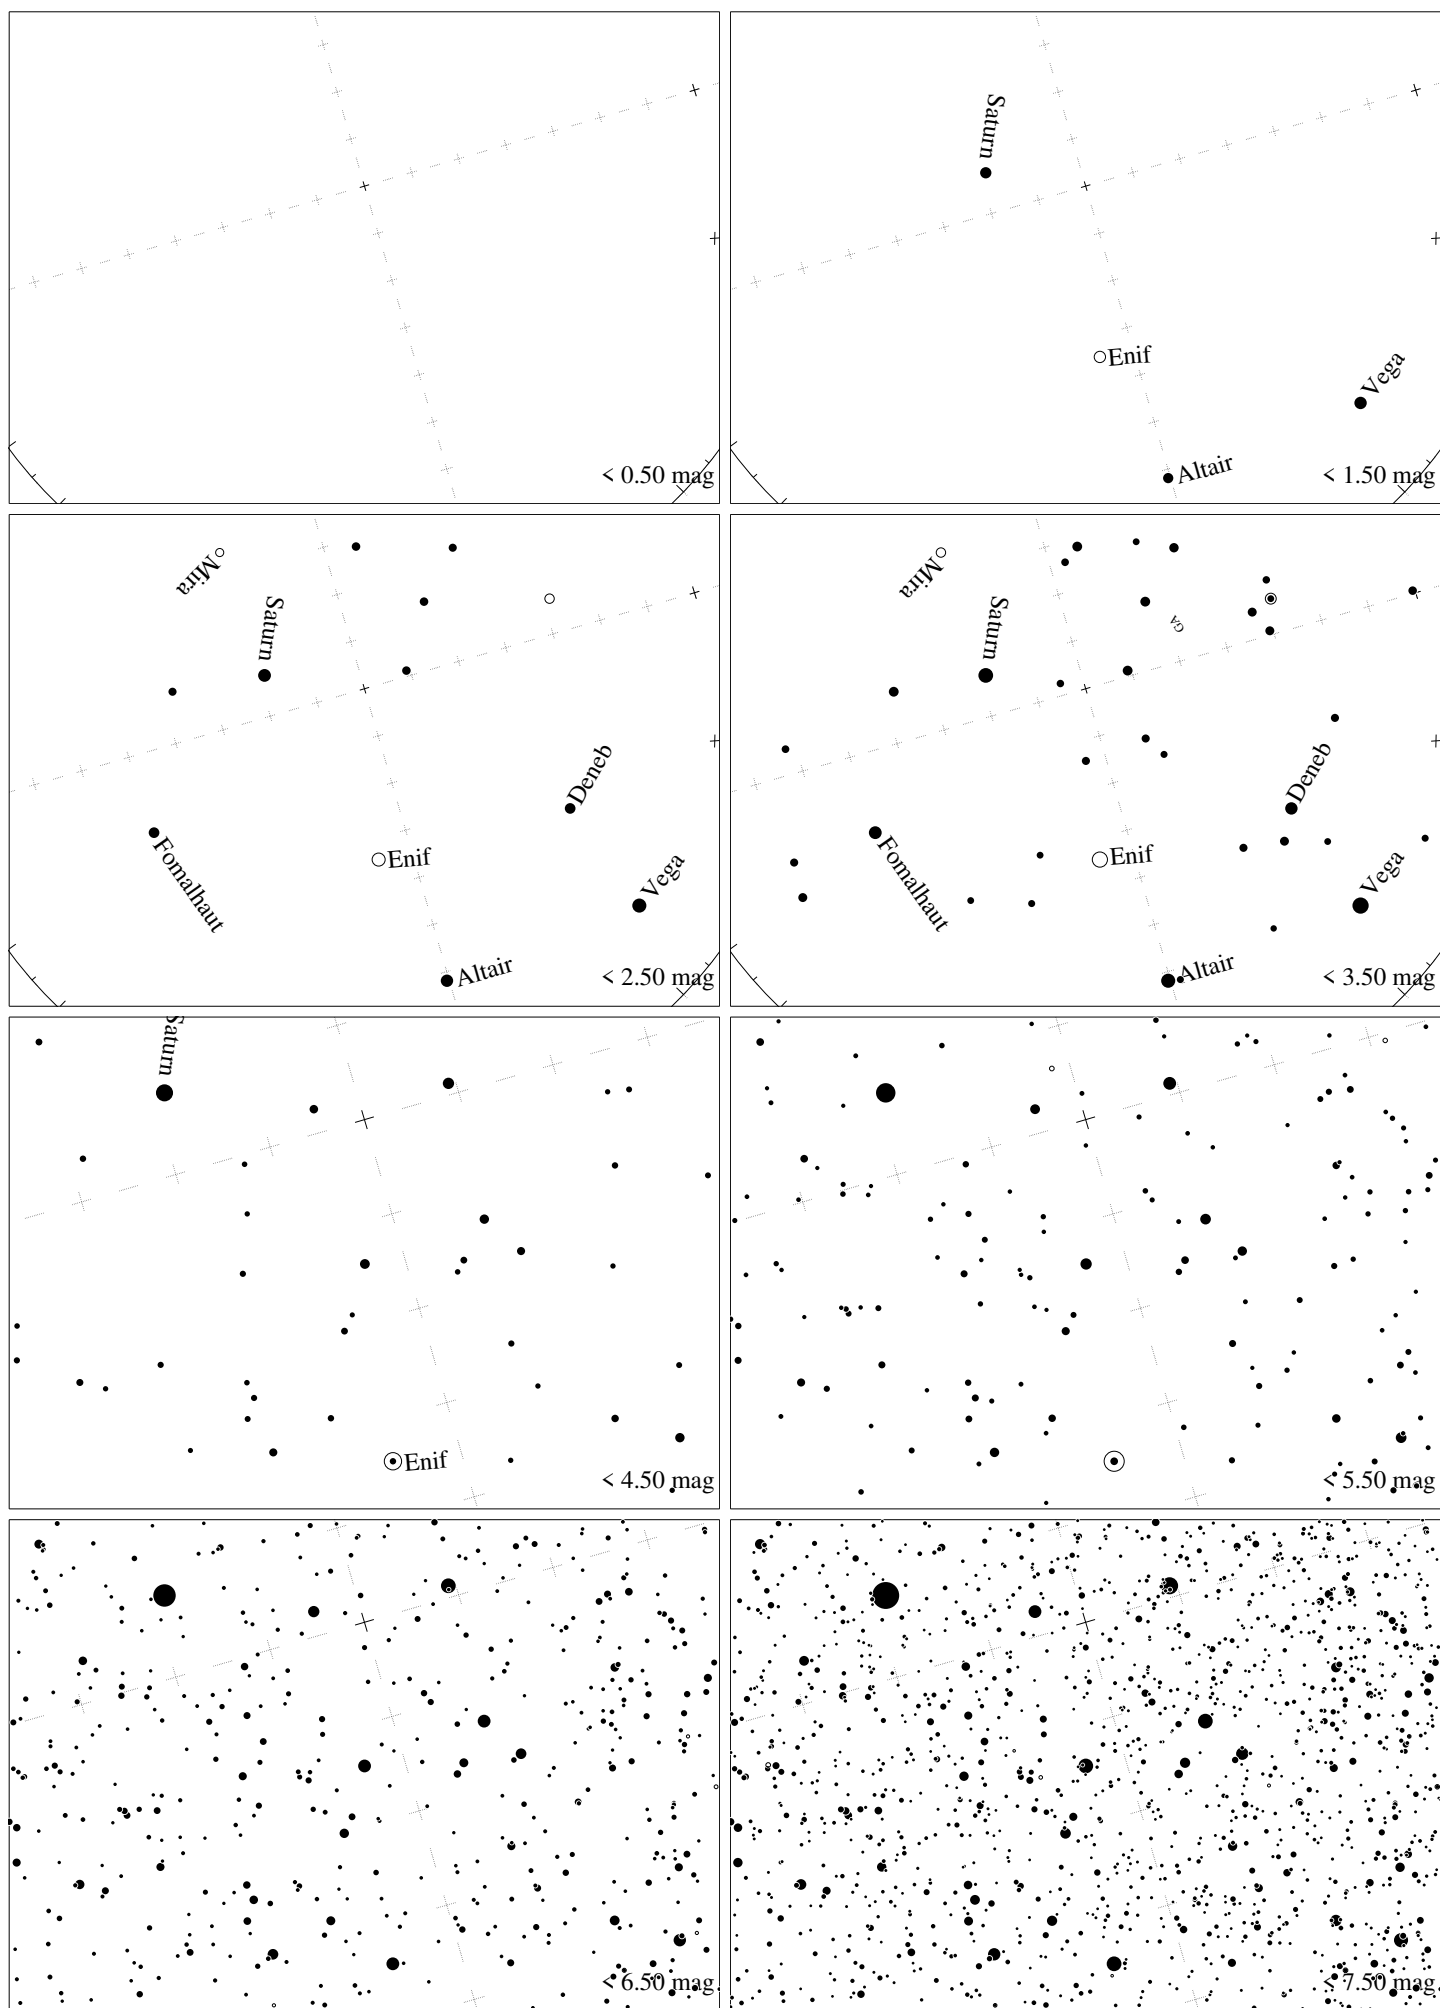 < 0.50 mag
Saturn
Enif
Vega
Altair
< 1.50 mag
Mira
Saturn
Deneb
Fomalhaut
Enif
Vega
Altair
< 2.50 mag
Mira
Saturn
GA
Deneb
Fomalhaut
Enif
Vega
Altair
< 3.50 mag
Saturn
Enif
< 4.50 mag
< 5.50 mag
< 6.50 mag
< 7.50 mag